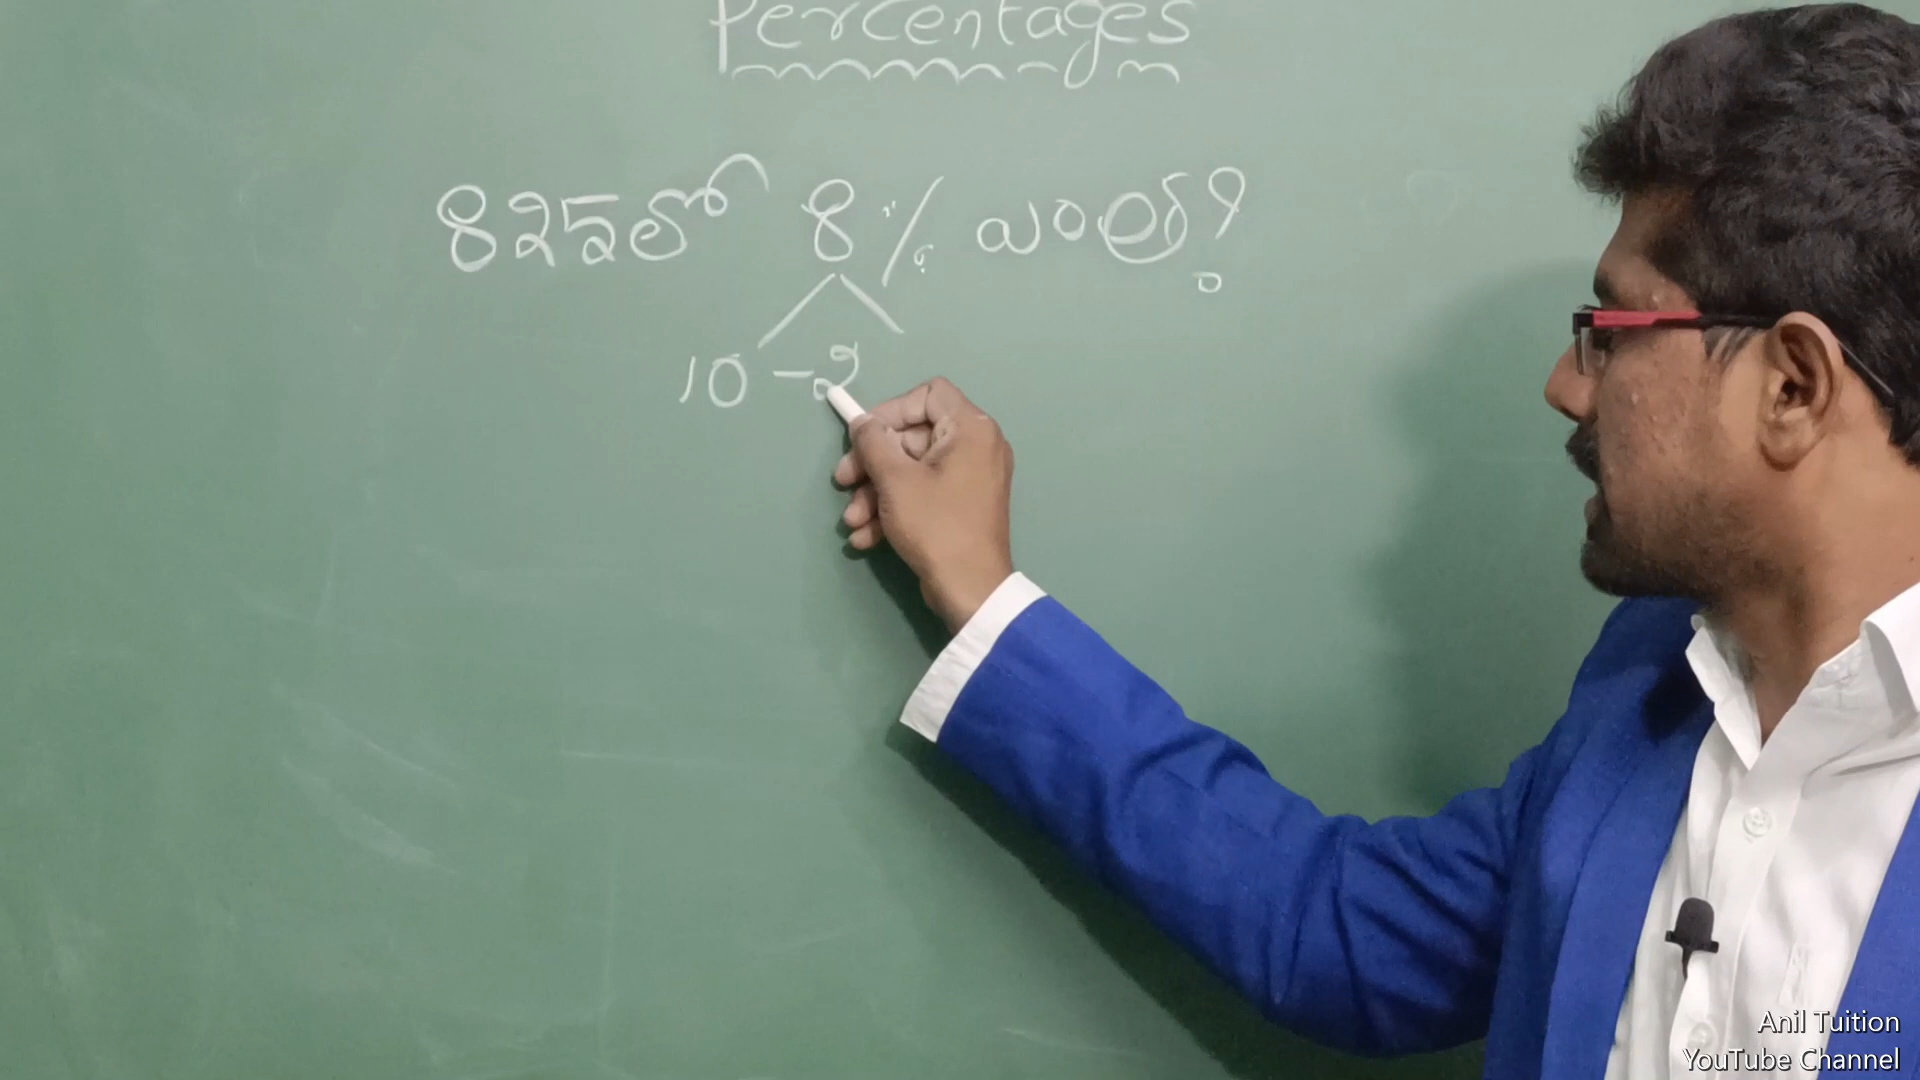 Percentages
825లో 8% ఎంత?
10 - 2
Anil Tuition
YouTube Channel